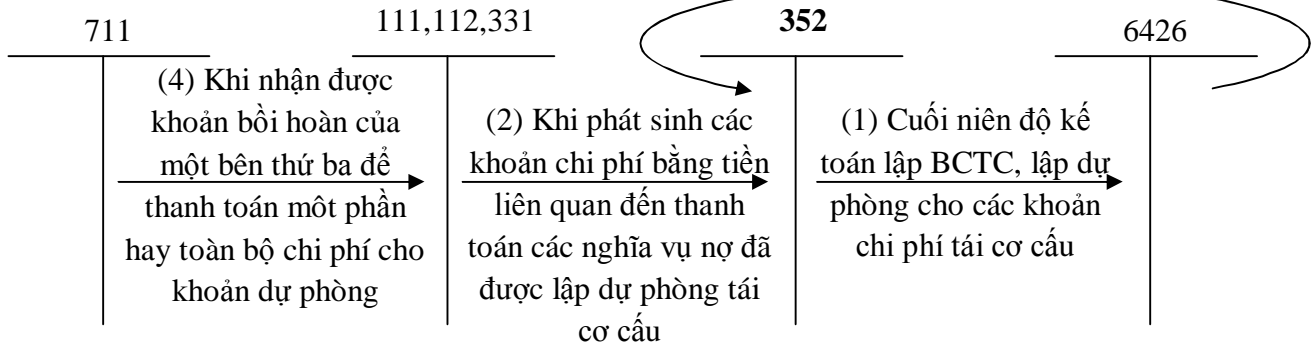 711
111,112,331
352
6426
(4) Khi nhận được
khoản bồi hoàn của
một bên thứ ba để
thanh toán môt phần
hay toàn bộ chi phí cho
khoản dự phòng
(2) Khi phát sinh các
khoản chi phí bằng tiền
liên quan đến thanh
toán các nghĩa vụ nợ đã
được lập dự phòng tái
cơ cấu
(1) Cuối niên độ kế
toán lập BCTC, lập dự
phòng cho các khoản
chi phí tái cơ cấu